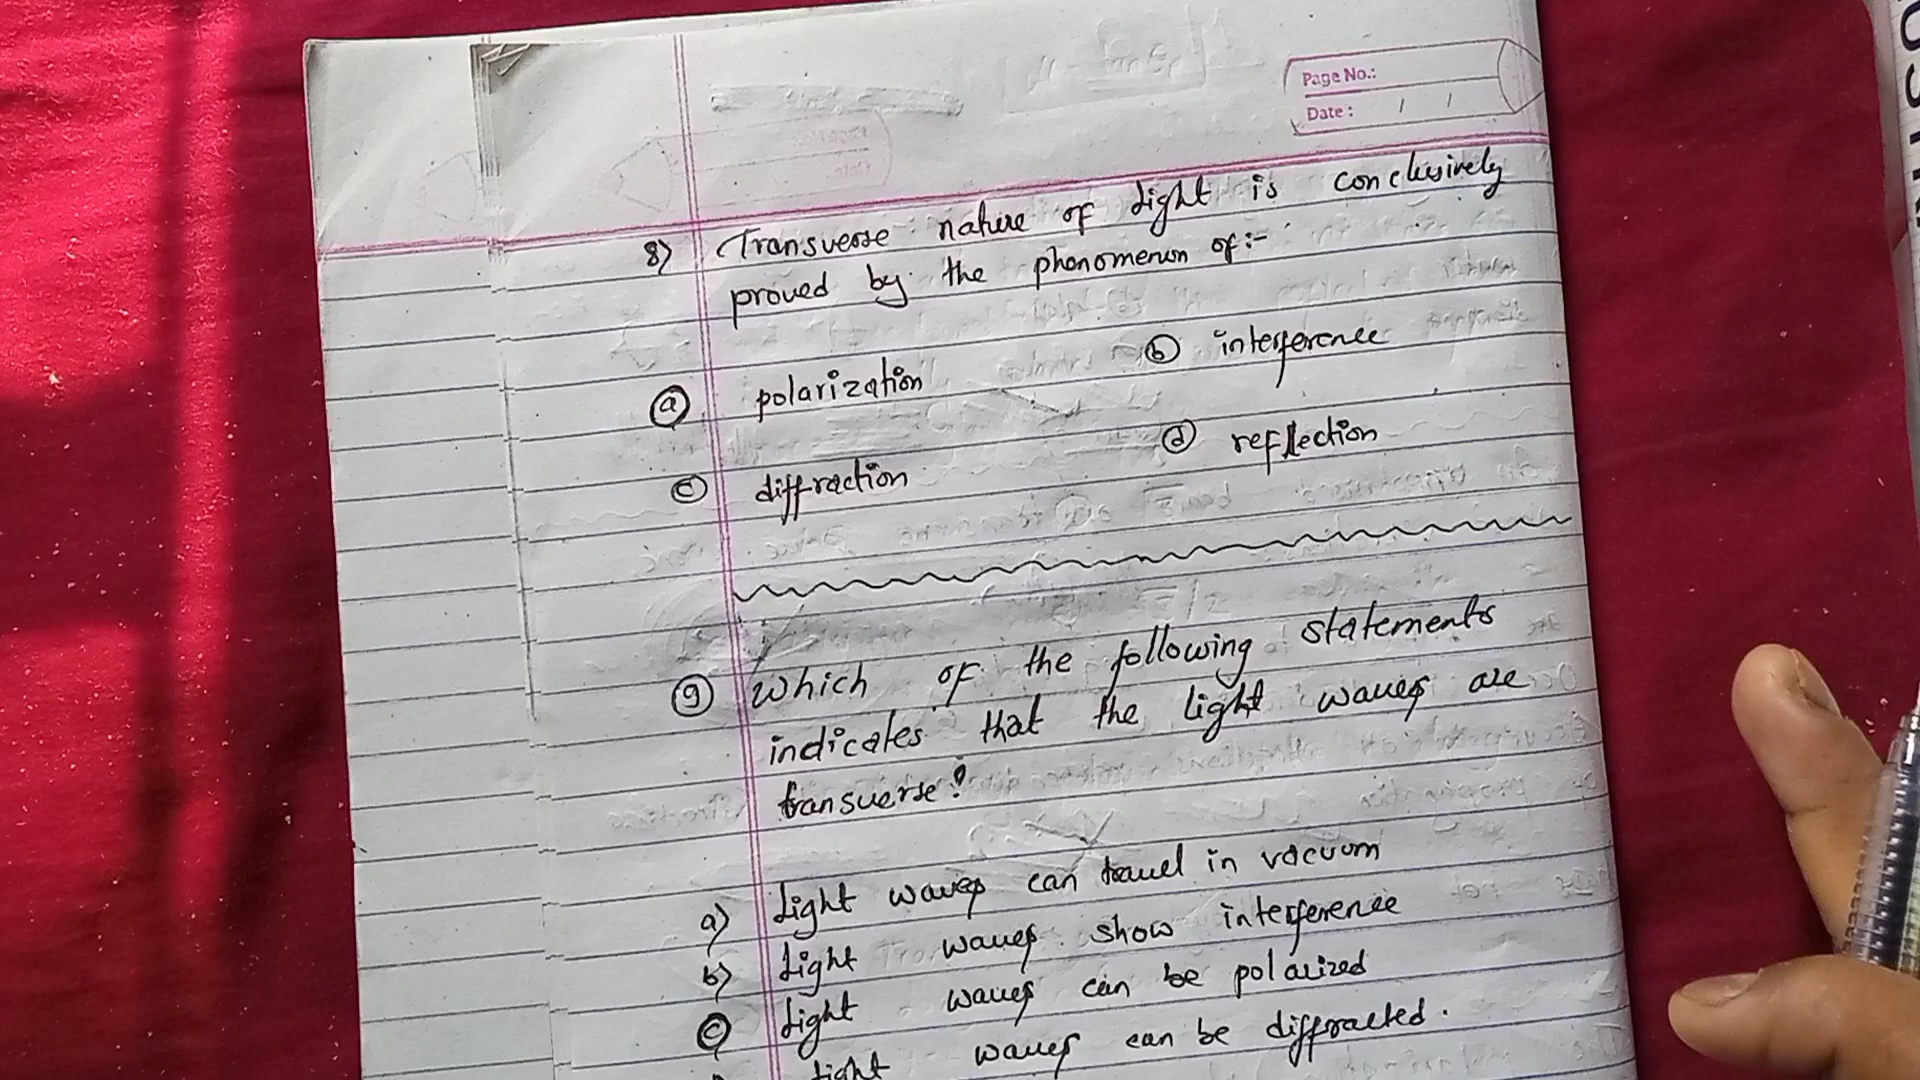 Page No.:
Date: / /
8) Transverse nature of light is conclusively
proved by the phenomenon of:-
ⓐ polarization ⓑ interference
ⓒ diffraction ⓓ reflection
⑨ Which of the following statements
indicates that the light waves are
transverse?
a) Light waves can travel in vacuum
b) Light waves show interference
ⓒ Light waves can be polarized
light waves can be diffracted.